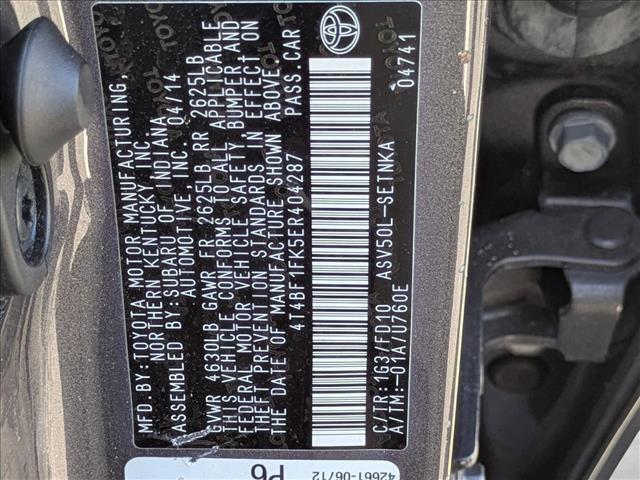 MFD.BY:TOYOTA MOTOR MANUFACTURING,
NORTHERN KENTUCKY, INC.
ASSEMBLED BY:SUBARU OF INDIANA
AUTOMOTIVE, INC. 04/14
GVWR 4630LB GAWR FR 2625LB RR 2625LB
THIS VEHICLE CONFORMS TO ALL APPLICABLE
FEDERAL MOTOR VEHICLE SAFETY,BUMPER,AND
THEFT PREVENTION STANDARDS IN EFFECT ON
THE DATE OF MANUFACTURE SHOWN ABOVE.
4T4BF1FK5ER404287 PASS.CAR
C/TR:1G3/FD10 ASV50L-SETNKA
A/TM:-01A/U760E 04741
P6
42661-06/12
TOYOTA